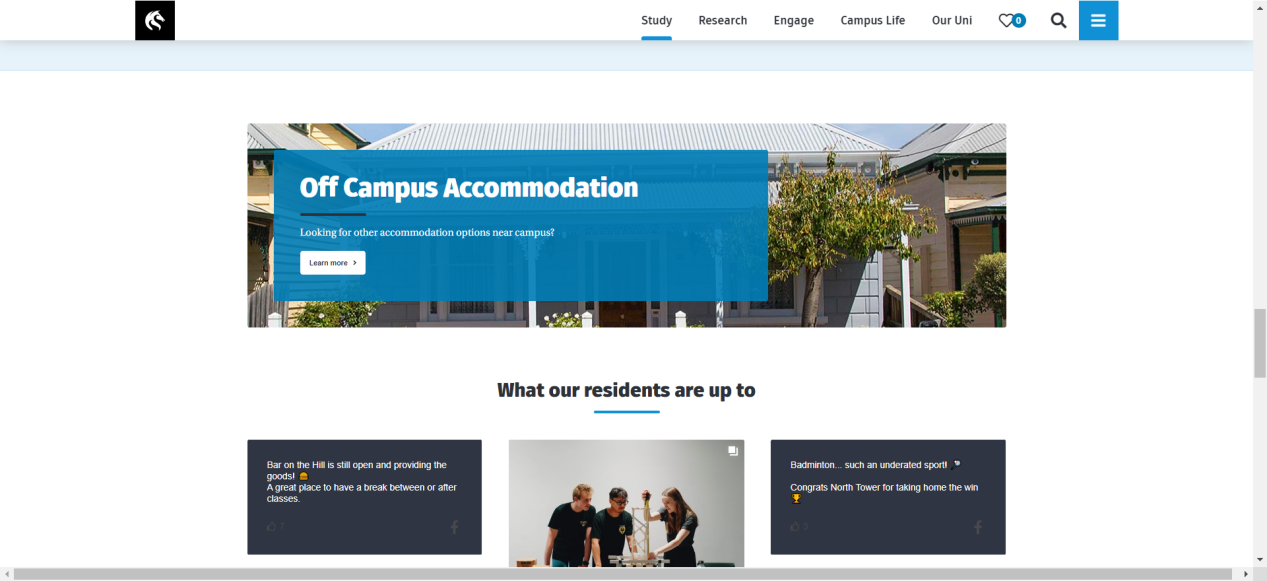 Study Research Engage Campus Life Our Uni 0
Off Campus Accommodation
Looking for other accommodation options near campus?
Learn more
What our residents are up to
Bar on the Hill is still open and providing the
goods! 🍔
A great place to have a break between or after
classes.
7
Badminton... such an underated sport! 🏸
Congrats North Tower for taking home the win
🏆
3